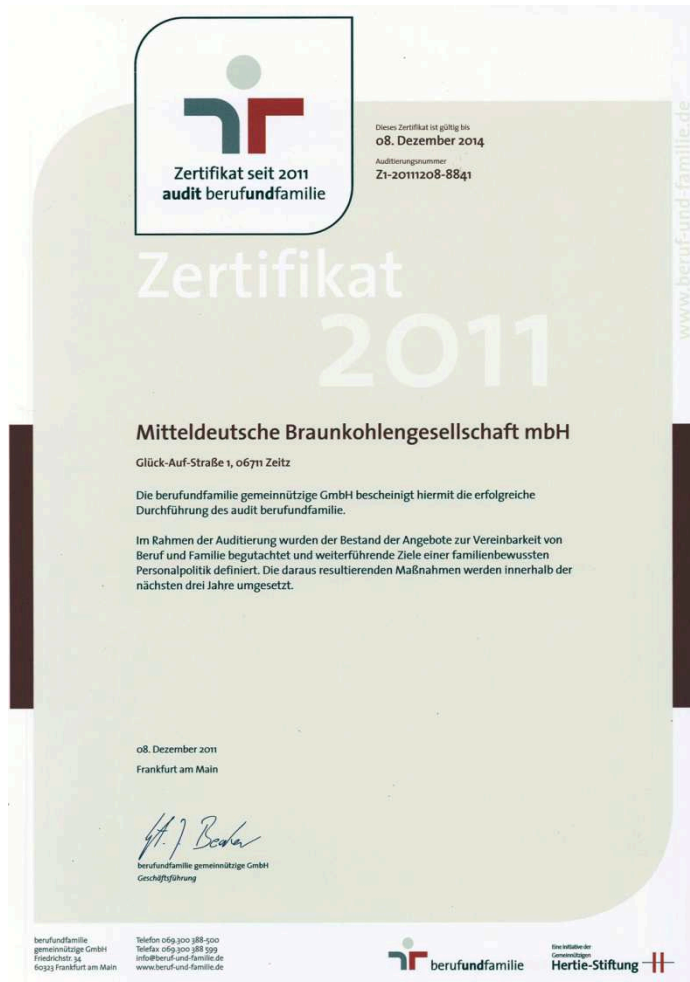 Zertifikat seit 2011
audit berufundfamilie
Dieses Zertifikat ist gültig bis
08. Dezember 2014
Auditierungsnummer
Z1-20111208-8841
www.beruf-und-familie.de
Zertifikat
2011
Mitteldeutsche Braunkohlengesellschaft mbH
Glück-Auf-Straße 1, 06711 Zeitz
Die berufundfamilie gemeinnützige GmbH bescheinigt hiermit die erfolgreiche
Durchführung des audit berufundfamilie.
Im Rahmen der Auditierung wurden der Bestand der Angebote zur Vereinbarkeit von
Beruf und Familie begutachtet und weiterführende Ziele einer familienbewussten
Personalpolitik definiert. Die daraus resultierenden Maßnahmen werden innerhalb der
nächsten drei Jahre umgesetzt.
08. Dezember 2011
Frankfurt am Main
berufundfamilie gemeinnützige GmbH
Geschäftsführung
berufundfamilie
gemeinnützige GmbH
Friedrichstr. 34
60323 Frankfurt am Main
Telefon 069.300 388-500
Telefax 069.300 388 599
info@beruf-und-familie.de
www.beruf-und-familie.de
berufundfamilie
Eine Initiative der
Gemeinnützigen
Hertie-Stiftung